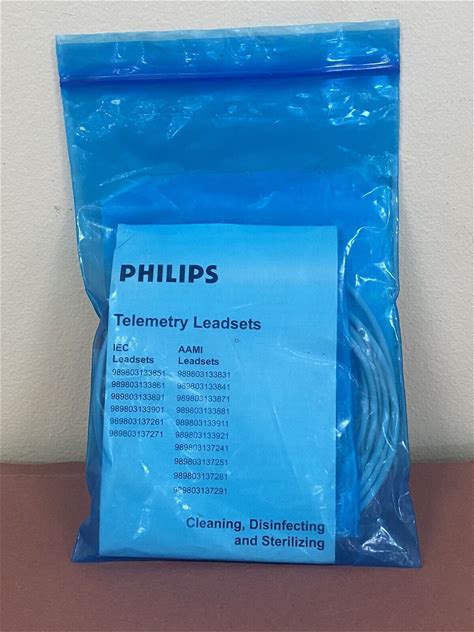 PHILIPS
Telemetry Leadsets
IEC AAMI
Leadsets Leadsets
989803133851 989803133831
989803133861 989803133841
989803133891 989803133871
989803133901 989803133881
989803137261 989803133911
989803137271 989803133921
989803137241
989803137251
989803137281
989803137291
Cleaning, Disinfecting
and Sterilizing